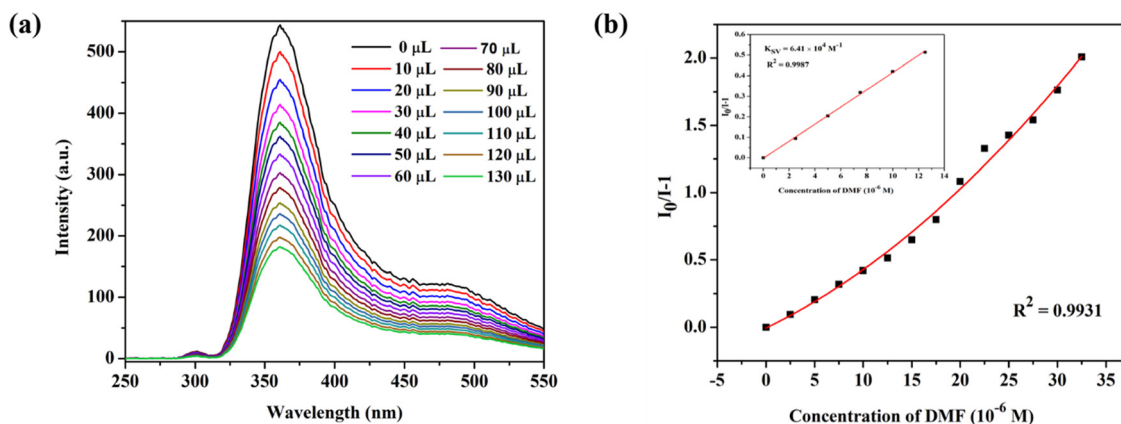 (a)
500
400
300
200
100
0
Intensity (a.u.)
0 µL
10 µL
20 µL
30 µL
40 µL
50 µL
60 µL
70 µL
80 µL
90 µL
100 µL
110 µL
120 µL
130 µL
250 300 350 400 450 500 550
Wavelength (nm)
(b)
2.0
1.5
1.0
0.5
0.0
I0/I-1
0.6
0.5
0.4
0.3
0.2
0.1
0.0
I0/I-1
KSV = 6.41 × 10⁴ M⁻¹
R² = 0.9987
0 2 4 6 8 10 12 14
Concentration of DMF (10⁻⁶ M)
R² = 0.9931
-5 0 5 10 15 20 25 30 35
Concentration of DMF (10⁻⁶ M)